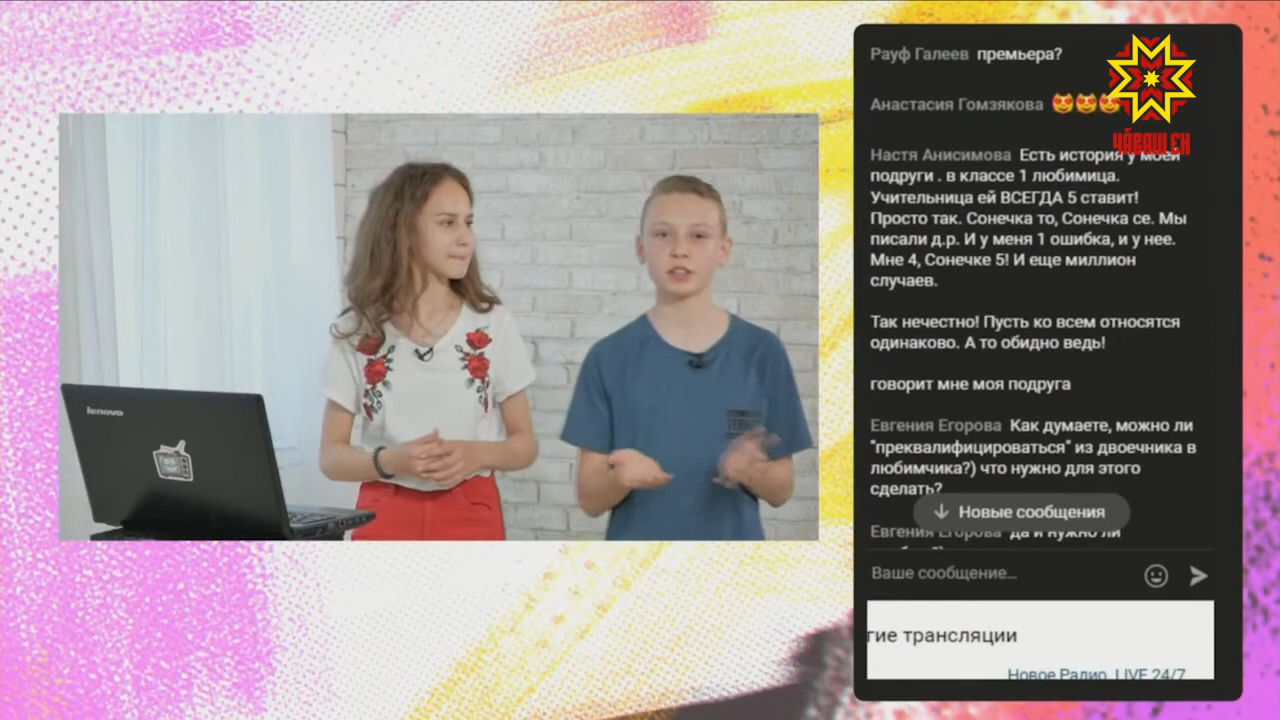 Рауф Галеев премьера?
Анастасия Гомзякова
ЧӐВАШ ЕН
Настя Анисимова Есть история у моей
подруги . в классе 1 любимица.
Учительница ей ВСЕГДА 5 ставит!
Просто так. Сонечка то, Сонечка се. Мы
писали д.р. И у меня 1 ошибка, и у нее.
Мне 4, Сонечке 5! И еще миллион
случаев.
Так нечестно! Пусть ко всем относятся
одинаково. А то обидно ведь!
говорит мне моя подруга
Евгения Егорова Как думаете, можно ли
"преквалифицироваться" из двоечника в
любимчика?) что нужно для этого
сделать?
Новые сообщения
Евгения Егорова да и нужно ли
Ваше сообщение...
гие трансляции
Новое Радио. LIVE 24/7
lenovo